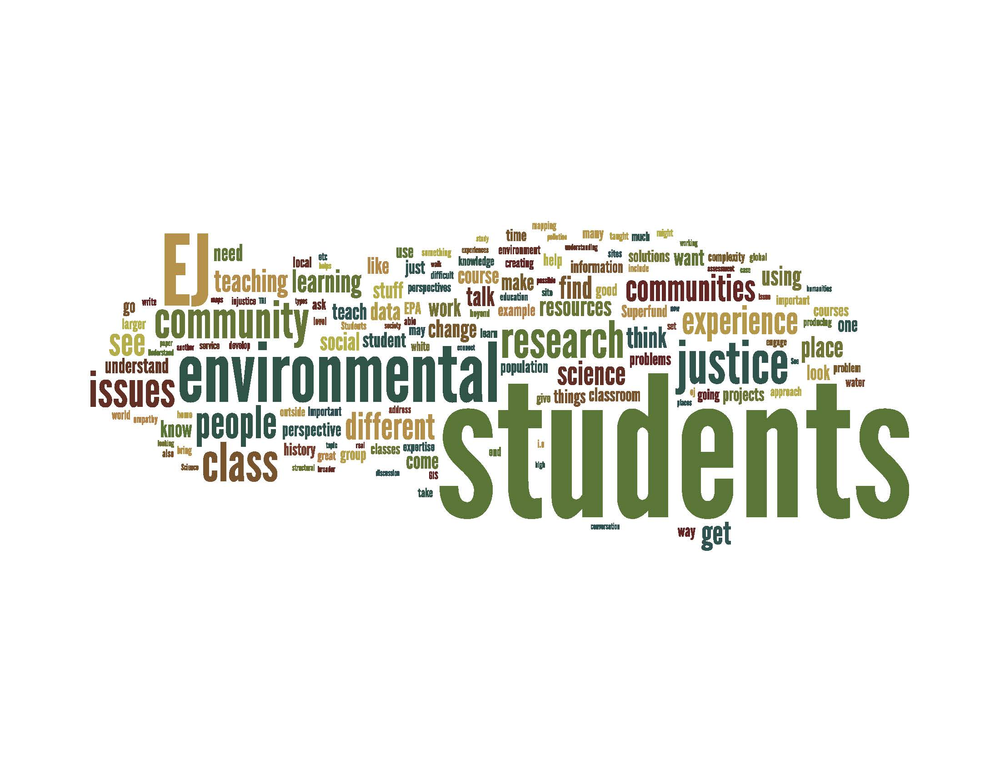 mapping
study
time
pollution
many
taught
much
might
working
EJ
need
local
etc
helps
like
use
something
just
walk
experiences
environment
understanding
knowledge
creating
help
sites
solutions
want
complexity
global
difficult
information
include
assessment
case
teaching
learning
stuff
perspectives
course
make
possible
find
good
communities
using
humanities
site
education
talk
issue
important
go
write
maps
injustice
TRI
types
ask
community
level
teach
data
EPA
work
beyond
example
resources
Superfund
now
experience
courses
producing
one
larger
Students
society
able
may
change
learn
research
think
set
see
paper
Understand
another
service
develop
social
student
white
connect
engage
place
understand
environmental
population
science
problems
justice
See
look
problem
water
issues
give
things
classroom
ej
going
projects
approach
places
world
empathy
home
know
people
outside
Important
address
perspective
different
students
looking
also
bring
history
topic
real
great
group
classes
expertise
end
i.e
Science
class
structural
broader
discussion
come
GIS
high
take
conversation
way
get